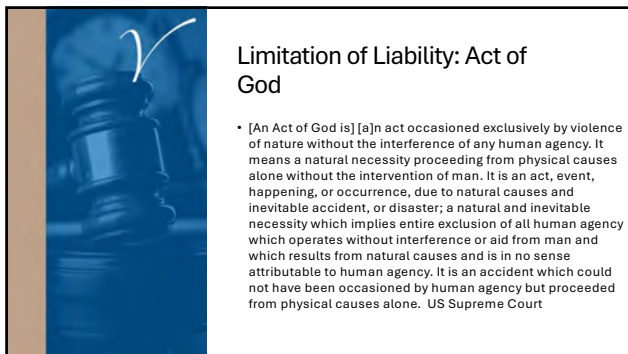 Limitation of Liability: Act of
God
• [An Act of God is] [a]n act occasioned exclusively by violence
of nature without the interference of any human agency. It
means a natural necessity proceeding from physical causes
alone without the intervention of man. It is an act, event,
happening, or occurrence, due to natural causes and
inevitable accident, or disaster; a natural and inevitable
necessity which implies entire exclusion of all human agency
which operates without interference or aid from man and
which results from natural causes and is in no sense
attributable to human agency. It is an accident which could
not have been occasioned by human agency but proceeded
from physical causes alone. US Supreme Court